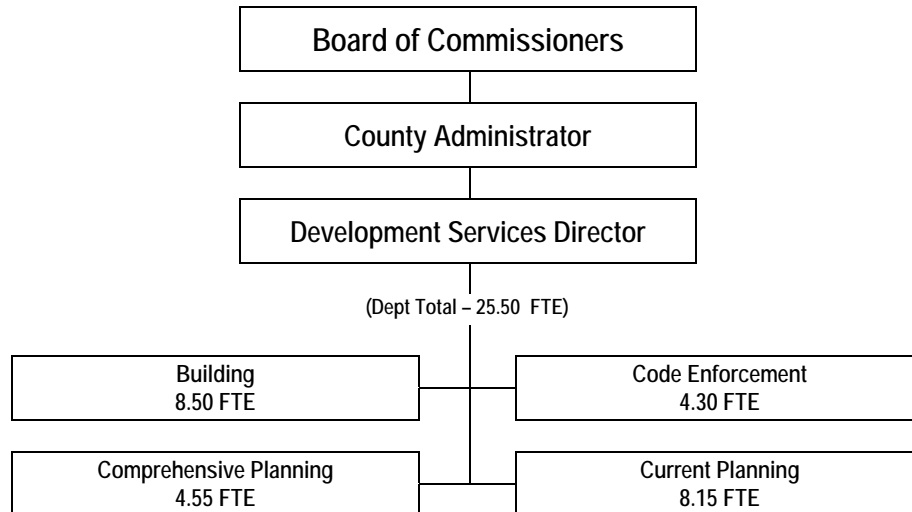 Board of Commissioners
County Administrator
Development Services Director
(Dept Total – 25.50 FTE)
Building
8.50 FTE
Code Enforcement
4.30 FTE
Comprehensive Planning
4.55 FTE
Current Planning
8.15 FTE